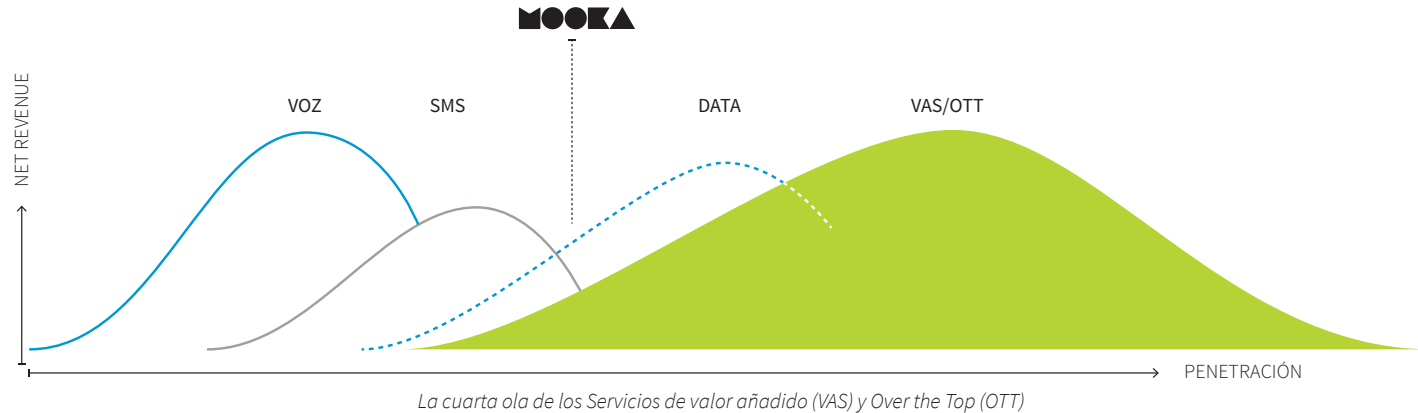 MOOKA
VOZ
SMS
DATA
VAS/OTT
NET REVENUE
PENETRACIÓN
La cuarta ola de los Servicios de valor añadido (VAS) y Over the Top (OTT)